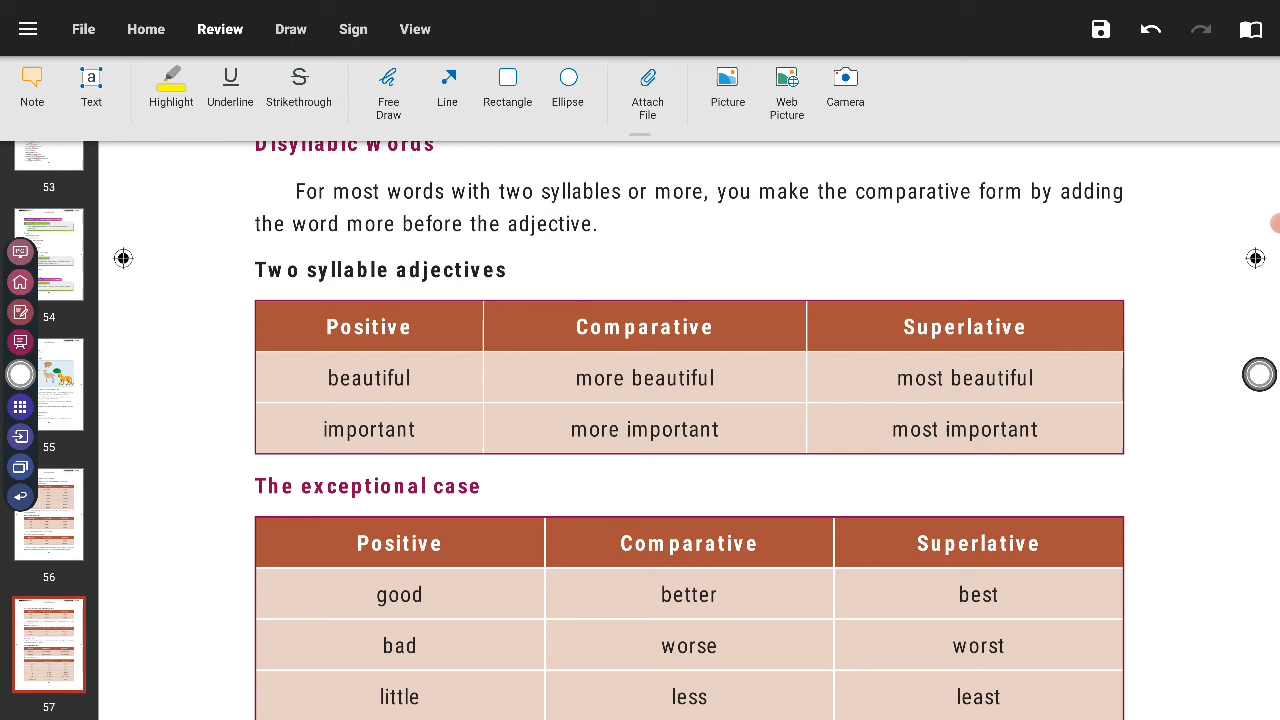 File Home Review Draw Sign View
Note Text Highlight Underline Strikethrough Free Draw Line Rectangle Ellipse Attach File Picture Web Picture Camera
Disyllabic Words
For most words with two syllables or more, you make the comparative form by adding
the word more before the adjective.
Two syllable adjectives
Positive Comparative Superlative
beautiful more beautiful most beautiful
important more important most important
The exceptional case
Positive Comparative Superlative
good better best
bad worse worst
little less least
53
54
55
56
57